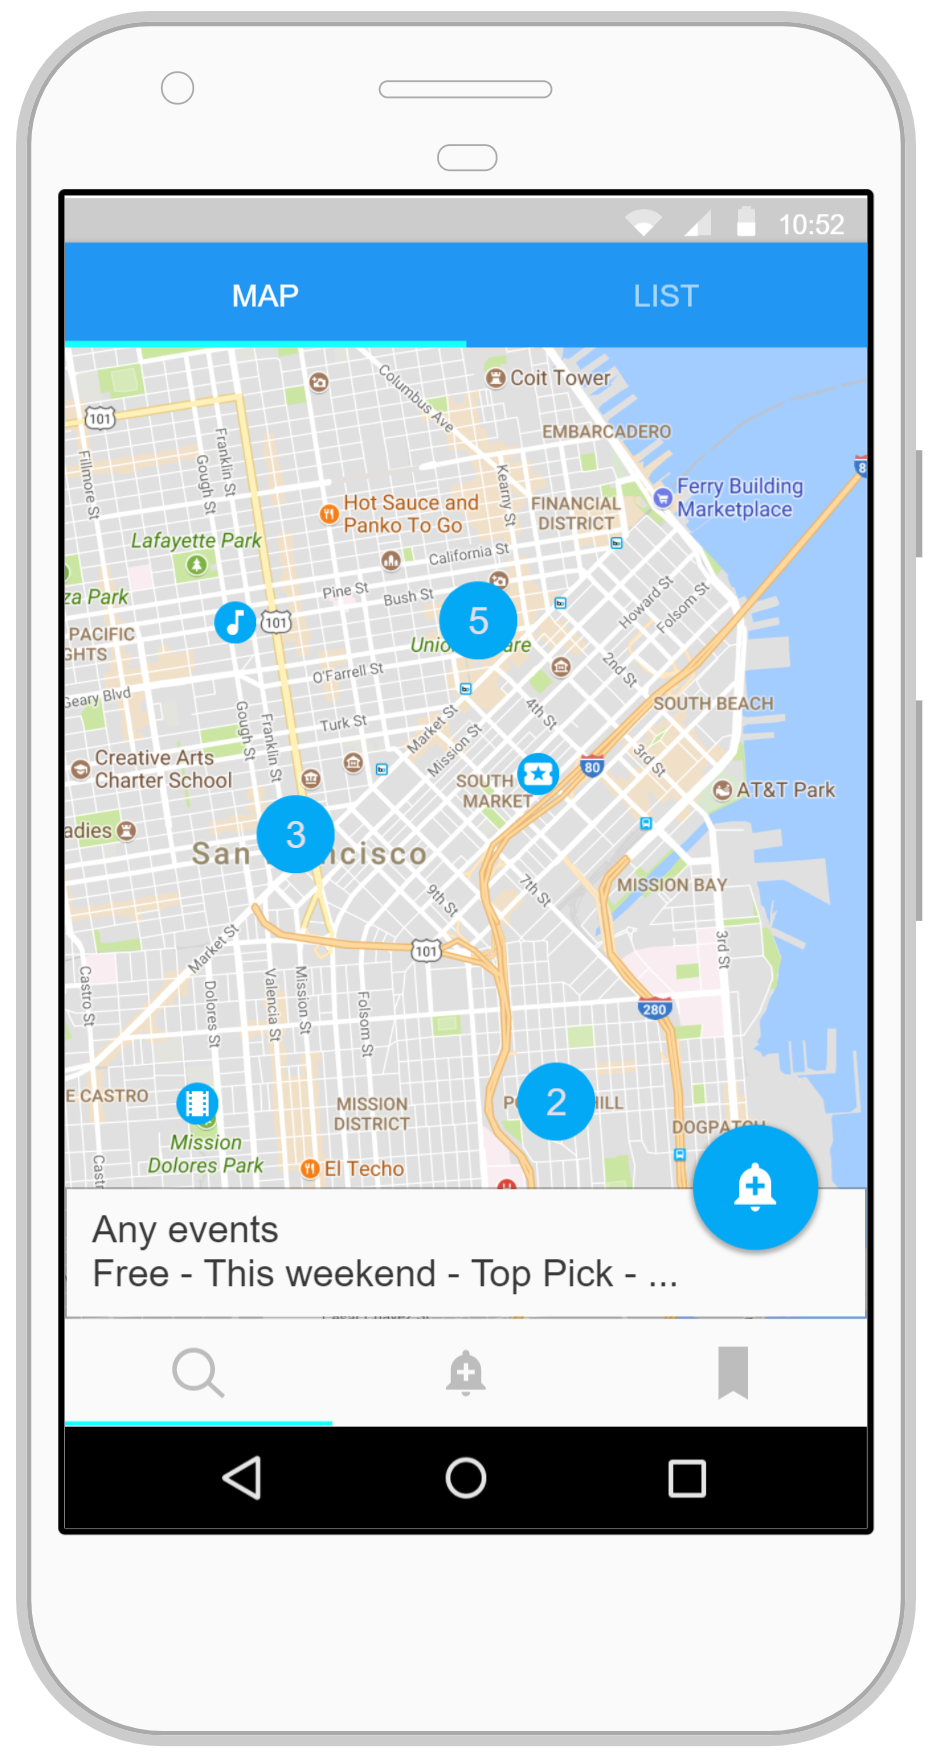 10:52
MAP
LIST
Columbus Ave
Coit Tower
101
EMBARCADERO
Fillmore St
Gough St
Franklin St
Kearny St
8
Hot Sauce and
Panko To Go
FINANCIAL
DISTRICT
Ferry Building
Marketplace
Lafayette Park
California St
za Park
Pine St
Bush St
Howard St
Folsom St
PACIFIC
GHTS
101
5
Union
are
O'Farrell St
2nd St
Geary Blvd
SOUTH BEACH
Gough St
Franklin St
Turk St
Market St
Mission St
4th St
3rd St
Creative Arts
Charter School
80
SOUTH
MARKET
AT&T Park
adies
3
San
cisco
9th St
7th St
MISSION BAY
Market St
101
3rd St
Castro St
Dolores St
Valencia St
Mission St
Folsom St
280
E CASTRO
MISSION
DISTRICT
2
HILL
DOGPATCH
Mission
Dolores Park
El Techo
Castr
Any events
Free - This weekend - Top Pick - ...